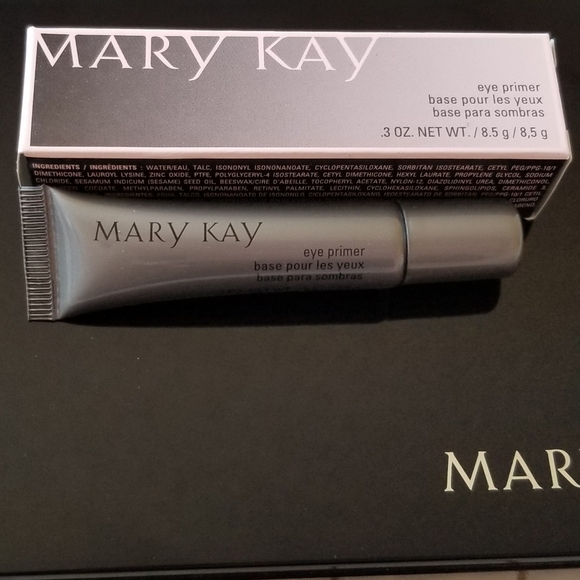 MARY KAY
eye primer
base pour les yeux
base para sombras
.3 OZ. NET WT. / 8.5 g / 8,5 g
INGREDIENTS / INGRÉDIENTS: WATER/EAU, TALC, ISONONYL ISONONANOATE, CYCLOPENTASILOXANE, SORBITAN ISOSTEARATE, CETYL PEG/PPG-10/1
DIMETHICONE, LAUROYL LYSINE, ZINC OXIDE, PTFE, POLYGLYCERYL-4 ISOSTEARATE, CETYL DIMETHICONE, HEXYL LAURATE, PROPYLENE GLYCOL, SODIUM
CHLORIDE, SESAMUM INDICUM (SESAME) SEED OIL, BEESWAX/CIRE D'ABEILLE, TOCOPHERYL ACETATE, NYLON-12, DIAZOLIDINYL UREA, DIMETHICONOL,
METHYLPARABEN, PROPYLPARABEN, RETINYL PALMITATE, LECITHIN, CYCLOHEXASILOXANE, SPHINGOLIPIDS, CERAMIDE
MARY KAY
eye primer
base pour les yeux
base para sombras
MAR